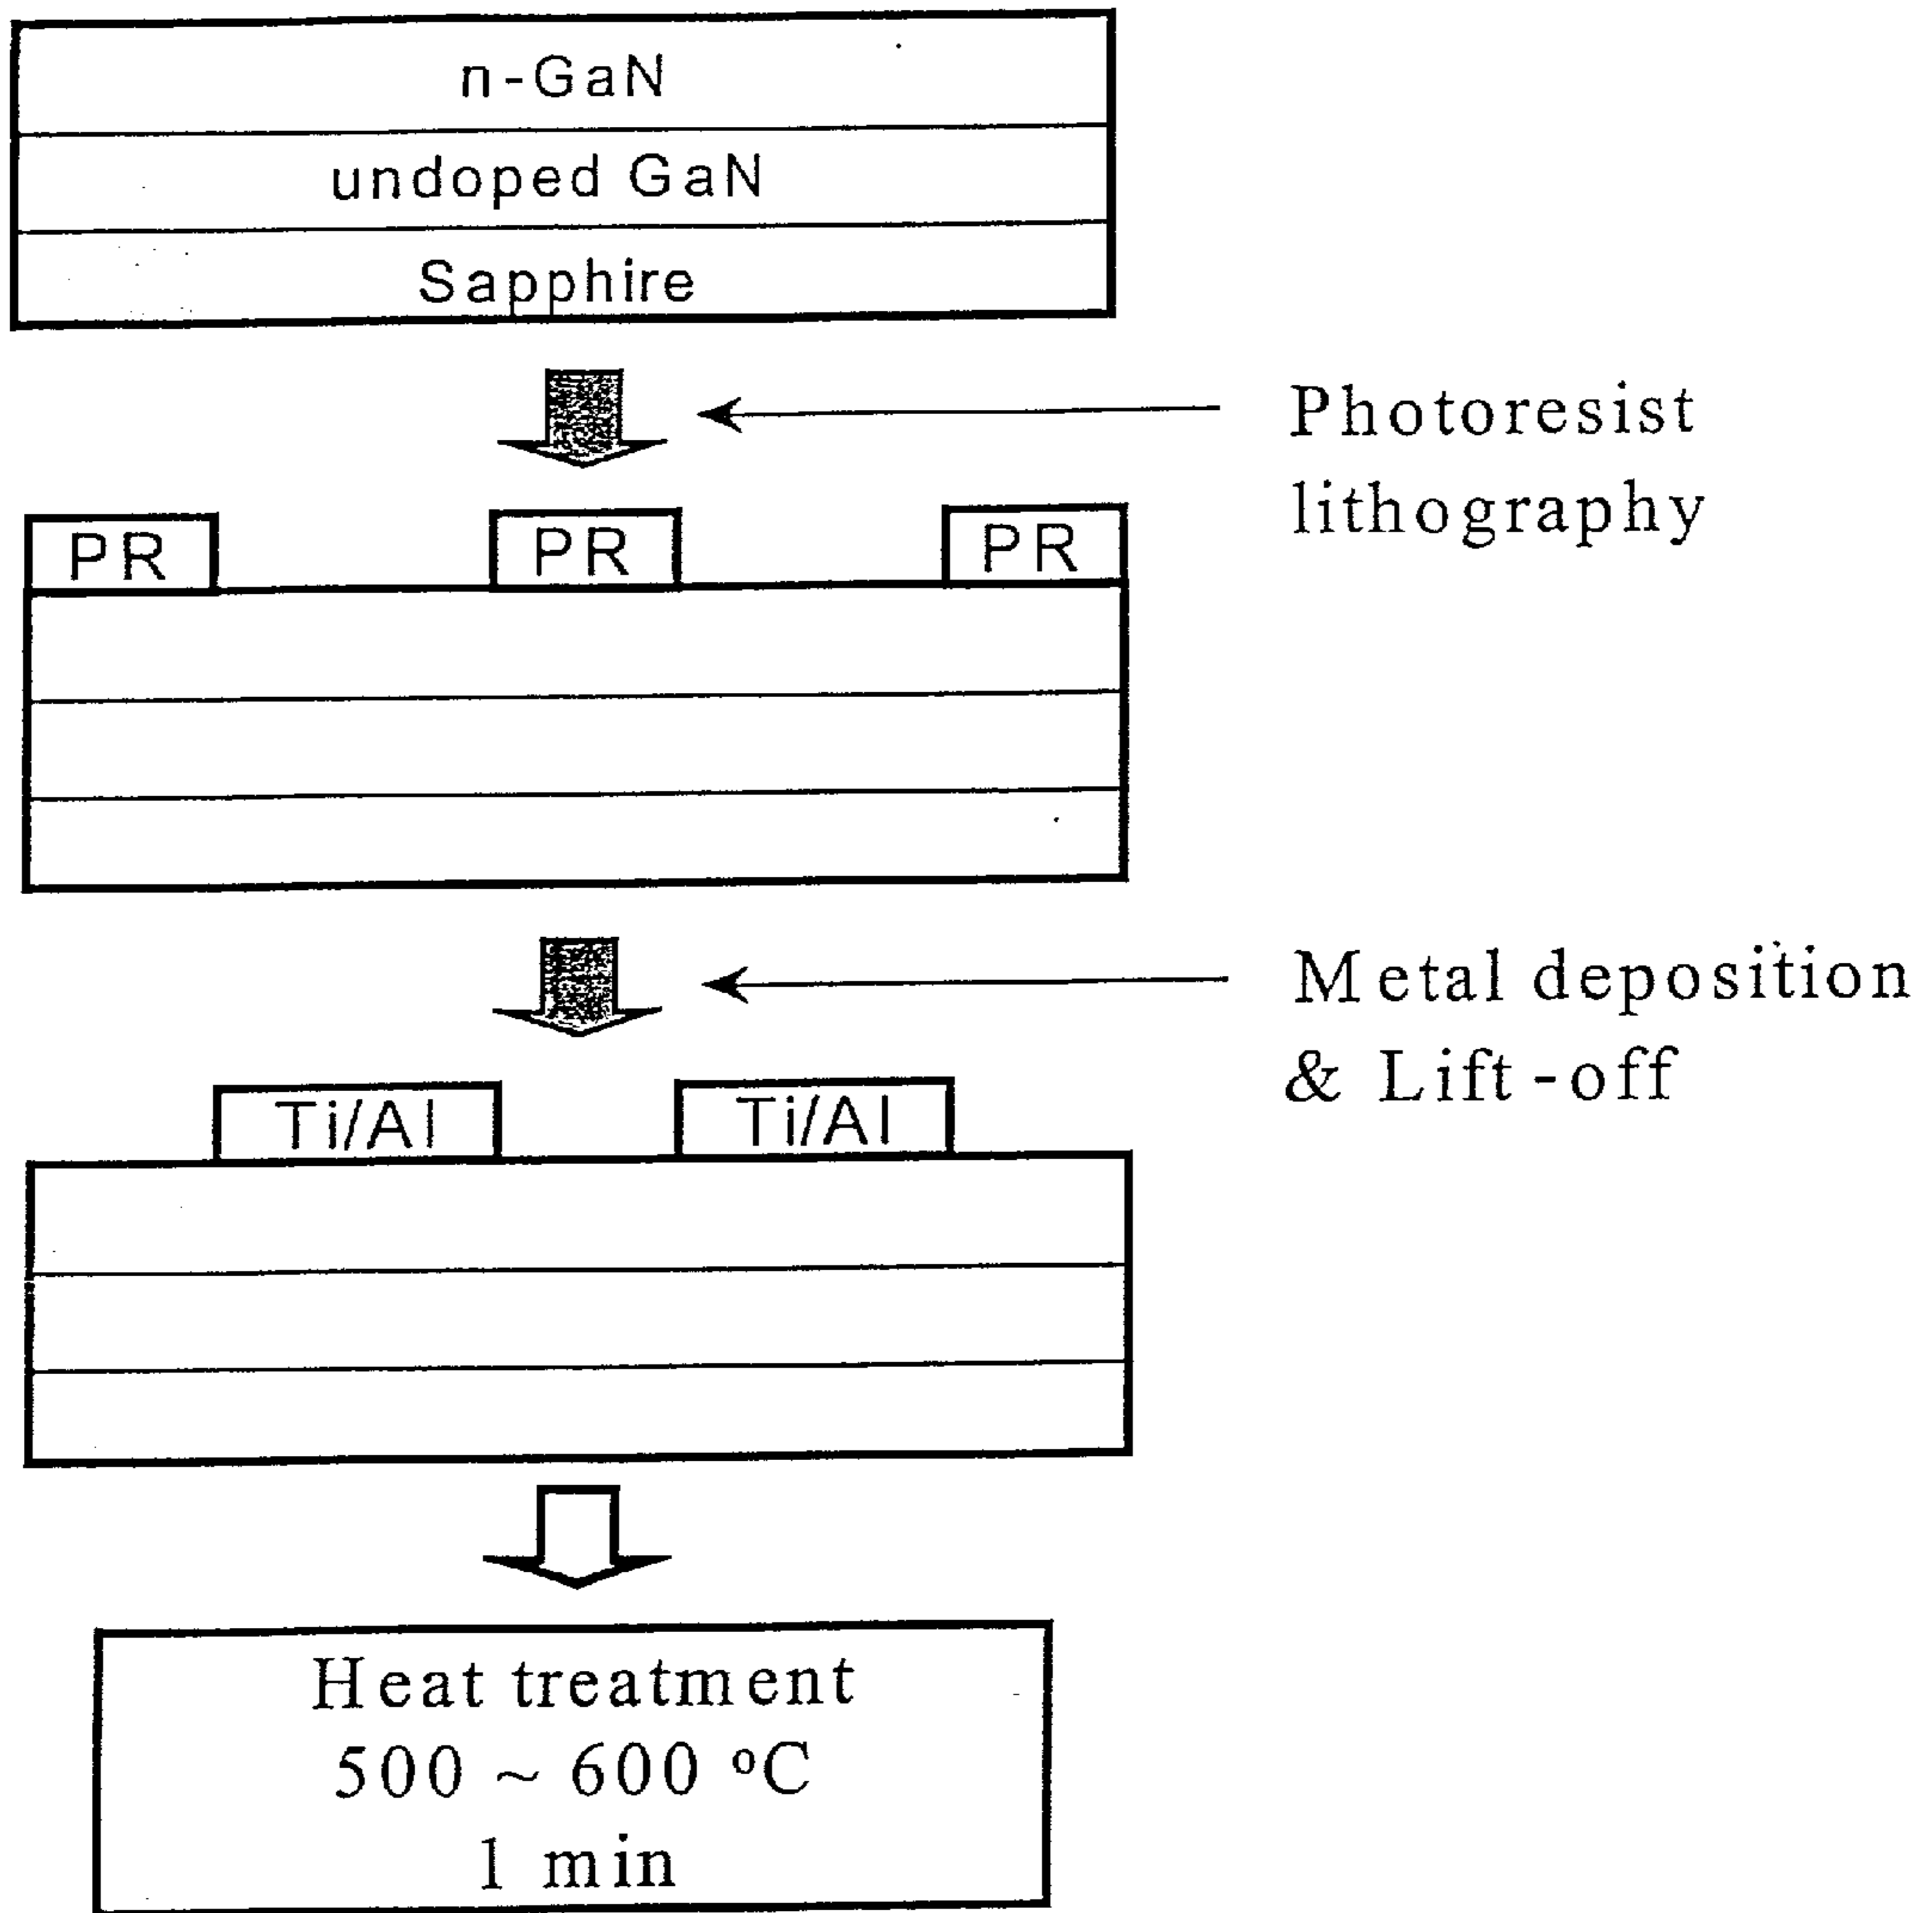 n-GaN
undoped GaN
Sapphire
Photoresist
lithography
PR PR PR
Metal deposition
& Lift-off
Ti/Al Ti/Al
Heat treatment
500 ~ 600 ºC
1 min